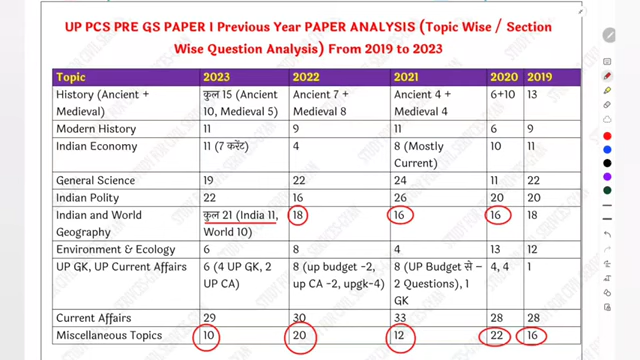 UP PCS PRE GS PAPER I Previous Year PAPER ANALYSIS (Topic Wise / Section
Wise Question Analysis) From 2019 to 2023
Topic 2023 2022 2021 2020 2019
History (Ancient + कुल 15 (Ancient Ancient 7 + Ancient 4 + 6+10 13
Medieval) 10, Medieval 5) Medieval 8 Medieval 4
Modern History 11 9 11 6 9
Indian Economy 11 (7 करेंट) 4 8 (Mostly 10 11
Current)
General Science 19 22 24 11 22
Indian Polity 22 16 26 20 20
Indian and World कुल 21 (India 11, 18 16 16 18
Geography World 10)
Environment & Ecology 6 8 4 13 12
UP GK, UP Current Affairs 6 (4 UP GK, 2 8 (up budget -2, 8 (UP Budget से – 4, 4 1
UP CA) up CA -2, upgk-4) 2 Questions), 1
GK
Current Affairs 29 30 33 28 28
Miscellaneous Topics 10 20 12 22 16